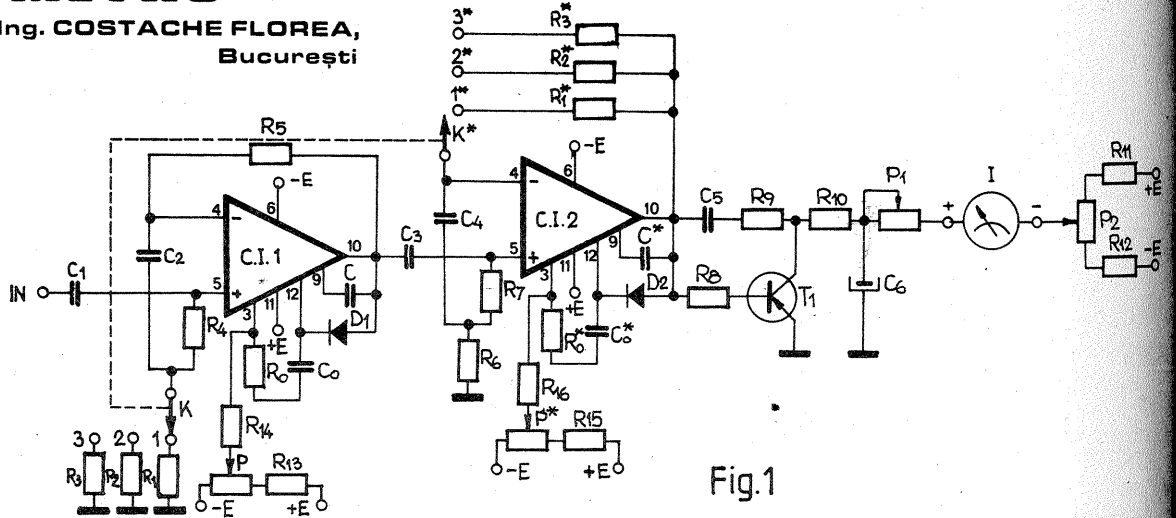 Ing. COSTACHE FLOREA,
București
3* R3*
2* R2*
1* R1*
K*
R5
-E
6
4 -
C.I.1
5 +
10
9
12
11
3
+E
C
D1
C1
IN
C2
R4
R0
C0
K
R14
P
R13
-E +E
3 2 1
R3 R2 R1
C3
C4
R7
R6
-E
6
4 -
C.I.2
5 +
10
9
12
11
3
+E
C*
D2
R0*
C0*
R16
P*
R15
-E +E
C5
R9
R10
P1
I
+ -
R8
T1
C6
R11
+E
P2
R12
-E
Fig.1